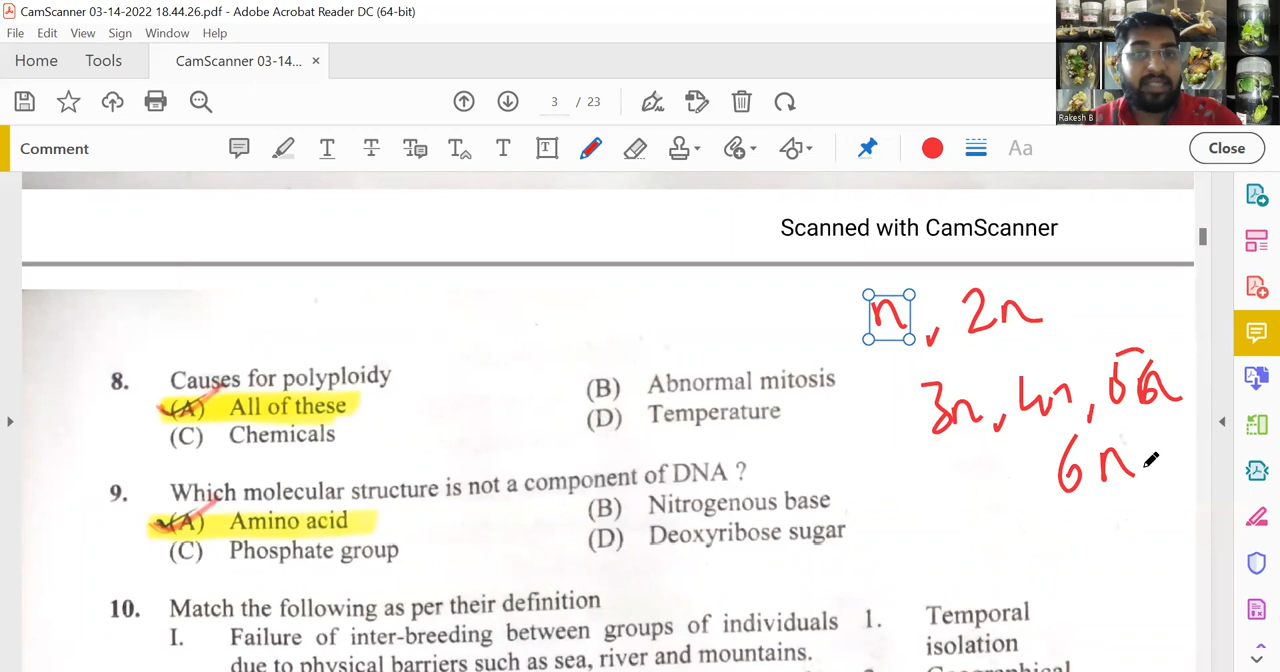 CamScanner 03-14-2022 18.44.26.pdf - Adobe Acrobat Reader DC (64-bit)
File Edit View Sign Window Help
Home Tools CamScanner 03-14... ×
3 / 23
Comment
Aa
Close
Rakesh B
Scanned with CamScanner
n, 2n
3n, 4n, 5n
6n
8. Causes for polyploidy
(A) All of these (B) Abnormal mitosis
(C) Chemicals (D) Temperature
9. Which molecular structure is not a component of DNA ?
(A) Amino acid (B) Nitrogenous base
(C) Phosphate group (D) Deoxyribose sugar
10. Match the following as per their definition
I. Failure of inter-breeding between groups of individuals 1. Temporal
due to physical barriers such as sea, river and mountains. isolation